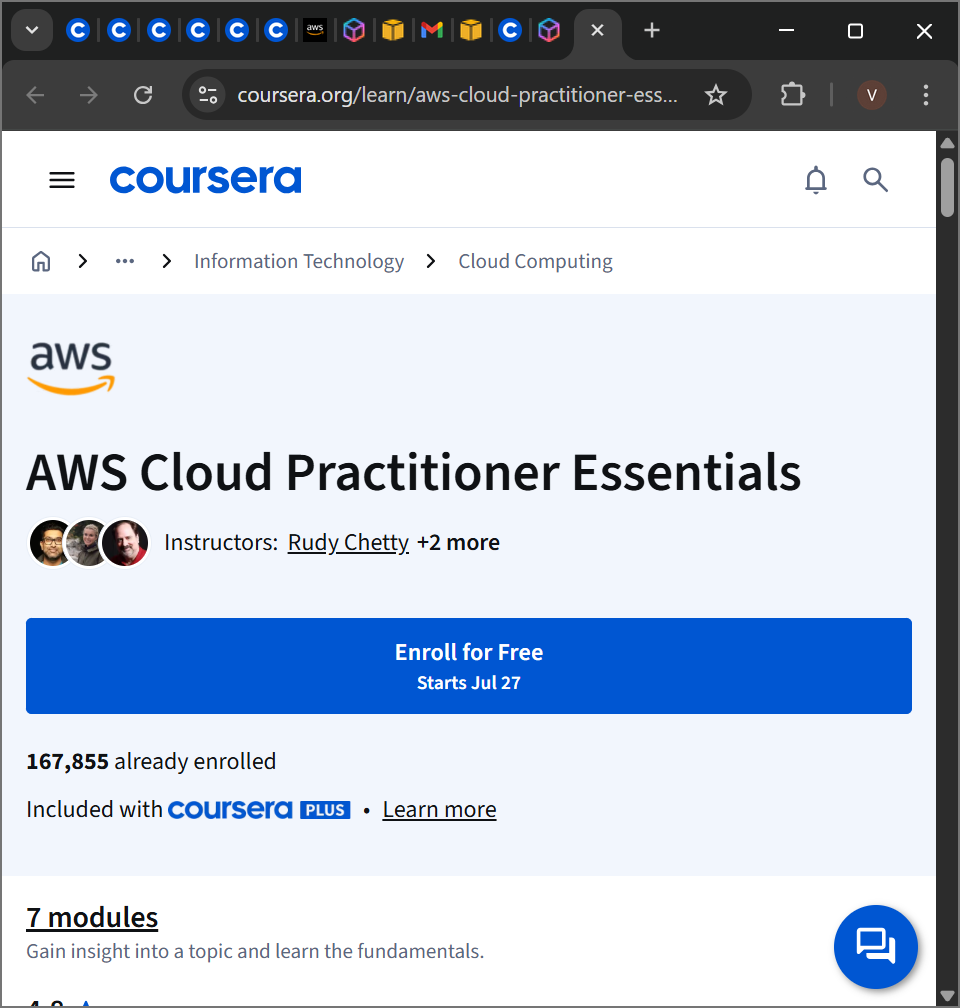 aws
coursera.org/learn/aws-cloud-practitioner-ess...
V
coursera
Information Technology
Cloud Computing
aws
AWS Cloud Practitioner Essentials
Instructors: Rudy Chetty +2 more
Enroll for Free
Starts Jul 27
167,855 already enrolled
Included with coursera PLUS • Learn more
7 modules
Gain insight into a topic and learn the fundamentals.